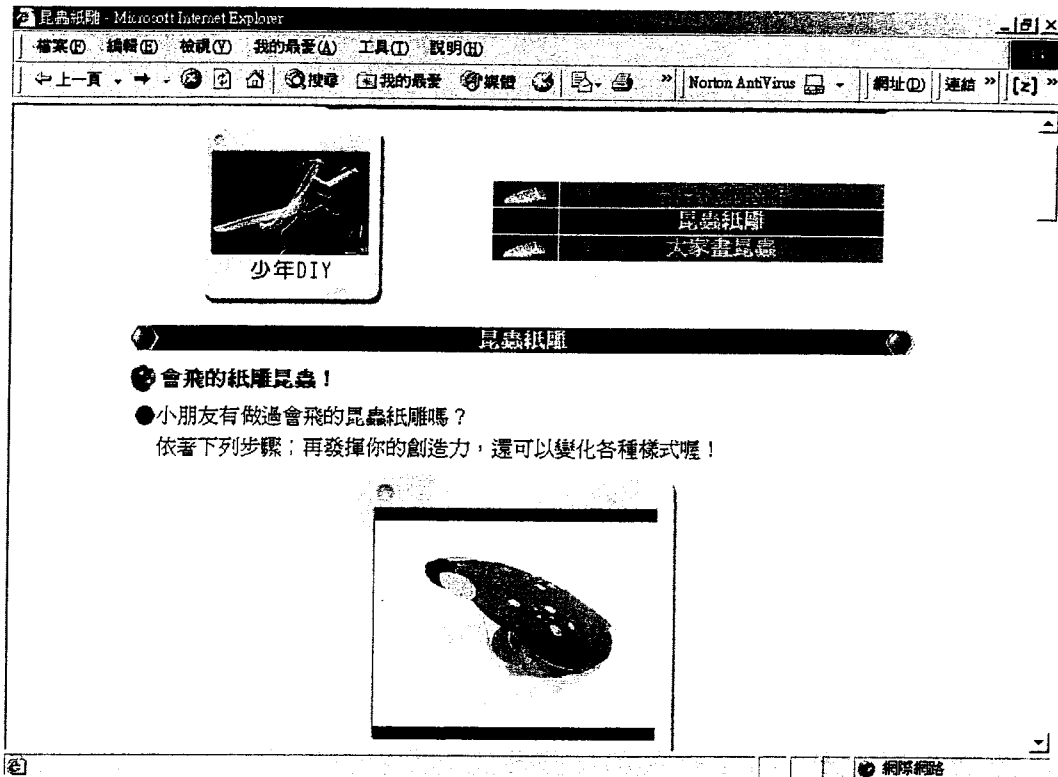 昆蟲紙雕 - Microsoft Internet Explorer
檔案(F) 編輯(E) 檢視(V) 我的最愛(A) 工具(T) 說明(H)
上一頁 搜尋 我的最愛 媒體 » Norton AntiVirus 網址(D) 連結 » [z] »
少年DIY
昆蟲紙雕
大家畫昆蟲
昆蟲紙雕
會飛的紙雕昆蟲！
●小朋友有做過會飛的昆蟲紙雕嗎？
依著下列步驟；再發揮你的創造力，還可以變化各種樣式喔！
網際網路